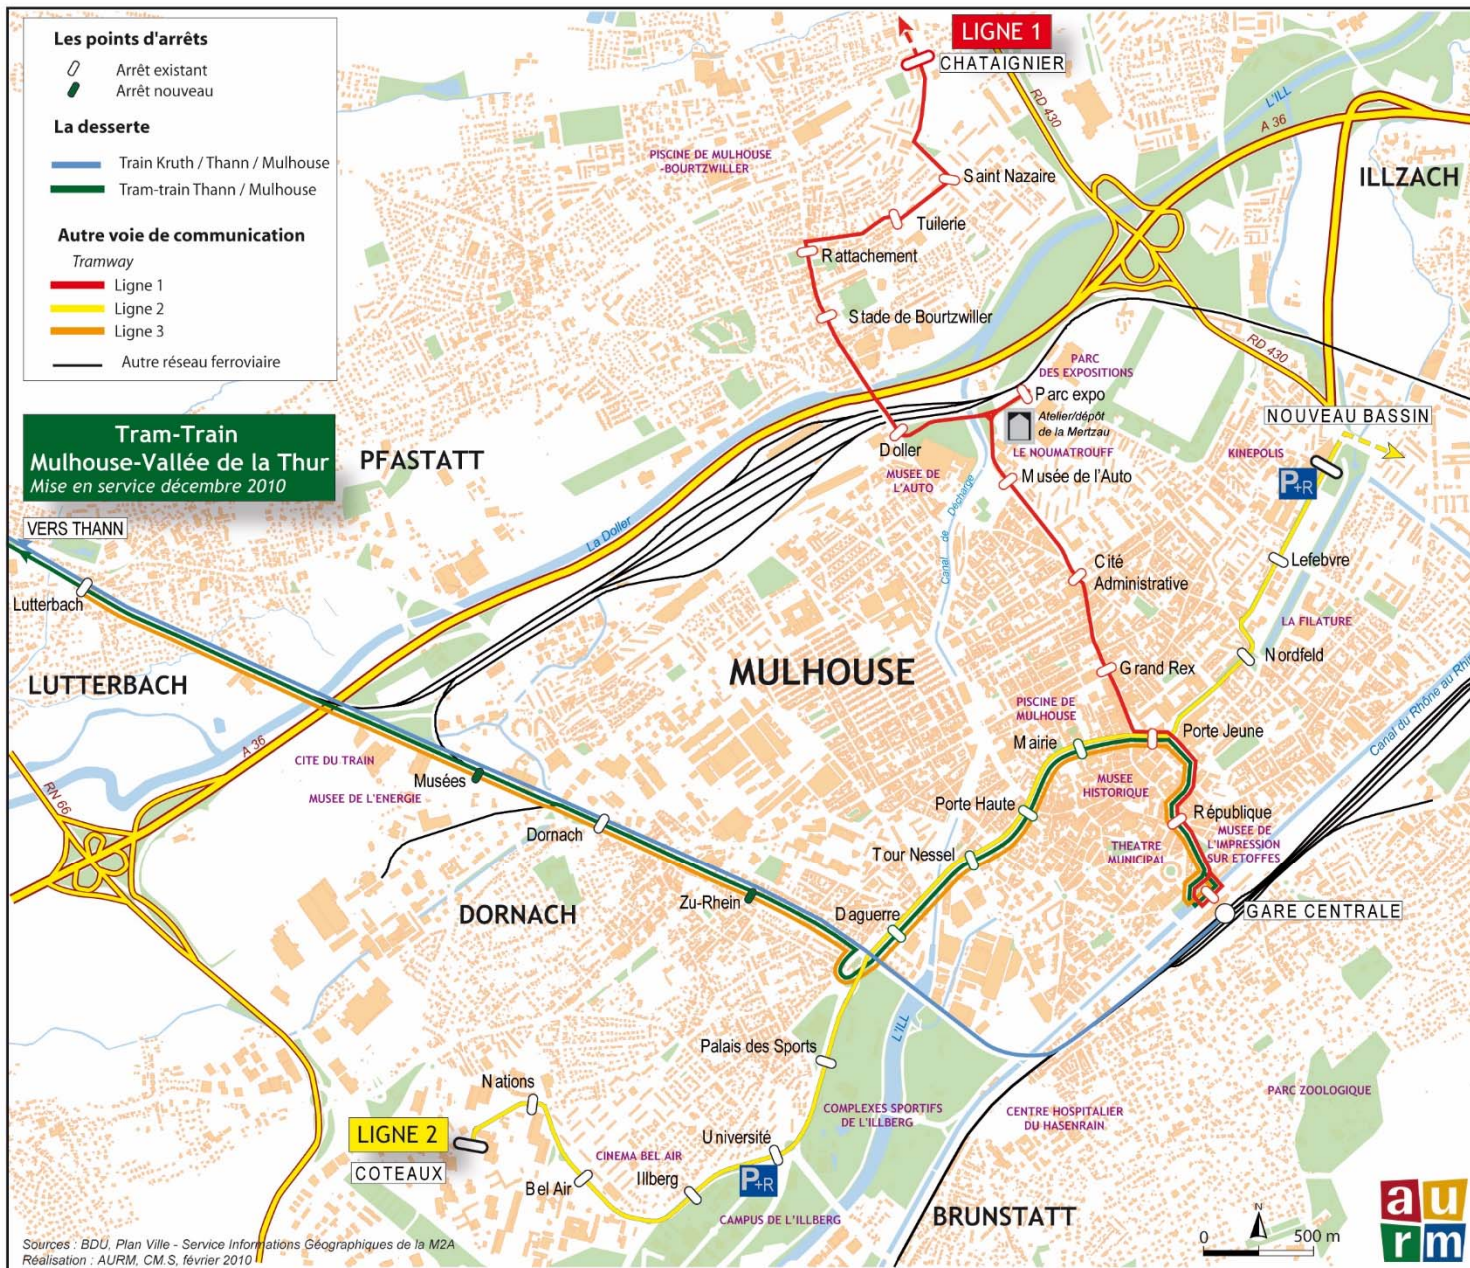 Les points d'arrêts
Arrêt existant
Arrêt nouveau
La desserte
Train Kruth / Thann / Mulhouse
Tram-train Thann / Mulhouse
Autre voie de communication
Tramway
Ligne 1
Ligne 2
Ligne 3
Autre réseau ferroviaire
Tram-Train
Mulhouse-Vallée de la Thur
Mise en service décembre 2010
VERS THANN
LIGNE 1
CHATAIGNIER
RD 430
L'ILL
A 36
ILLZACH
PISCINE DE MULHOUSE
-BOURTZWILLER
Saint Nazaire
Tuilerie
Rattachement
Stade de Bourtzwiller
RD 430
PARC
DES EXPOSITIONS
Parc expo
Atelier/dépôt
de la Mertzau
LE NOUMATROUFF
NOUVEAU BASSIN
KINEPOLIS
P+R
PFASTATT
Doller
MUSEE DE
L'AUTO
Musée de l'Auto
Canal de Décharge
La Doller
Lefebvre
Cité
Administrative
LA FILATURE
Lutterbach
LUTTERBACH
MULHOUSE
Grand Rex
Nordfeld
PISCINE DE
MULHOUSE
Canal du Rhône au Rhin
Mairie
Porte Jeune
A 36
CITE DU TRAIN
Musées
MUSEE DE L'ENERGIE
RN 66
MUSEE
HISTORIQUE
Porte Haute
République
Dornach
Tour Nessel
THEATRE
MUNICIPAL
MUSEE DE
L'IMPRESSION
SUR ETOFFES
Zu-Rhein
DORNACH
Daguerre
GARE CENTRALE
L'ILL
Palais des Sports
Nations
COMPLEXES SPORTIFS
DE L'ILLBERG
CENTRE HOSPITALIER
DU HASENRAIN
PARC ZOOLOGIQUE
LIGNE 2
COTEAUX
Université
CINEMA BEL AIR
Bel Air
Illberg
P+R
CAMPUS DE L'ILLBERG
BRUNSTATT
N
0 500 m
au
rm
Sources : BDU, Plan Ville - Service Informations Géographiques de la M2A
Réalisation : AURM, CM.S, février 2010